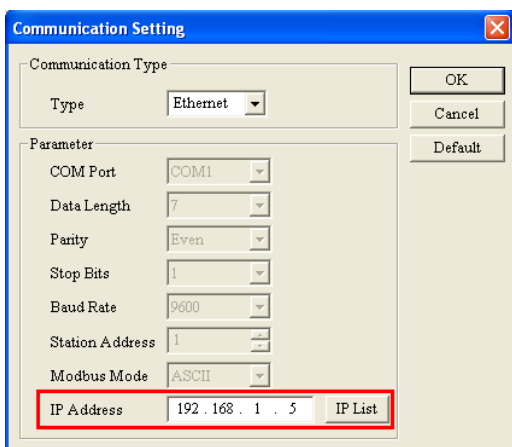 Communication Setting
Communication Type
Type Ethernet
OK
Cancel
Default
Parameter
COM Port COM1
Data Length 7
Parity Even
Stop Bits 1
Baud Rate 9600
Station Address 1
Modbus Mode ASCII
IP Address 192 . 168 . 1 . 5 IP List